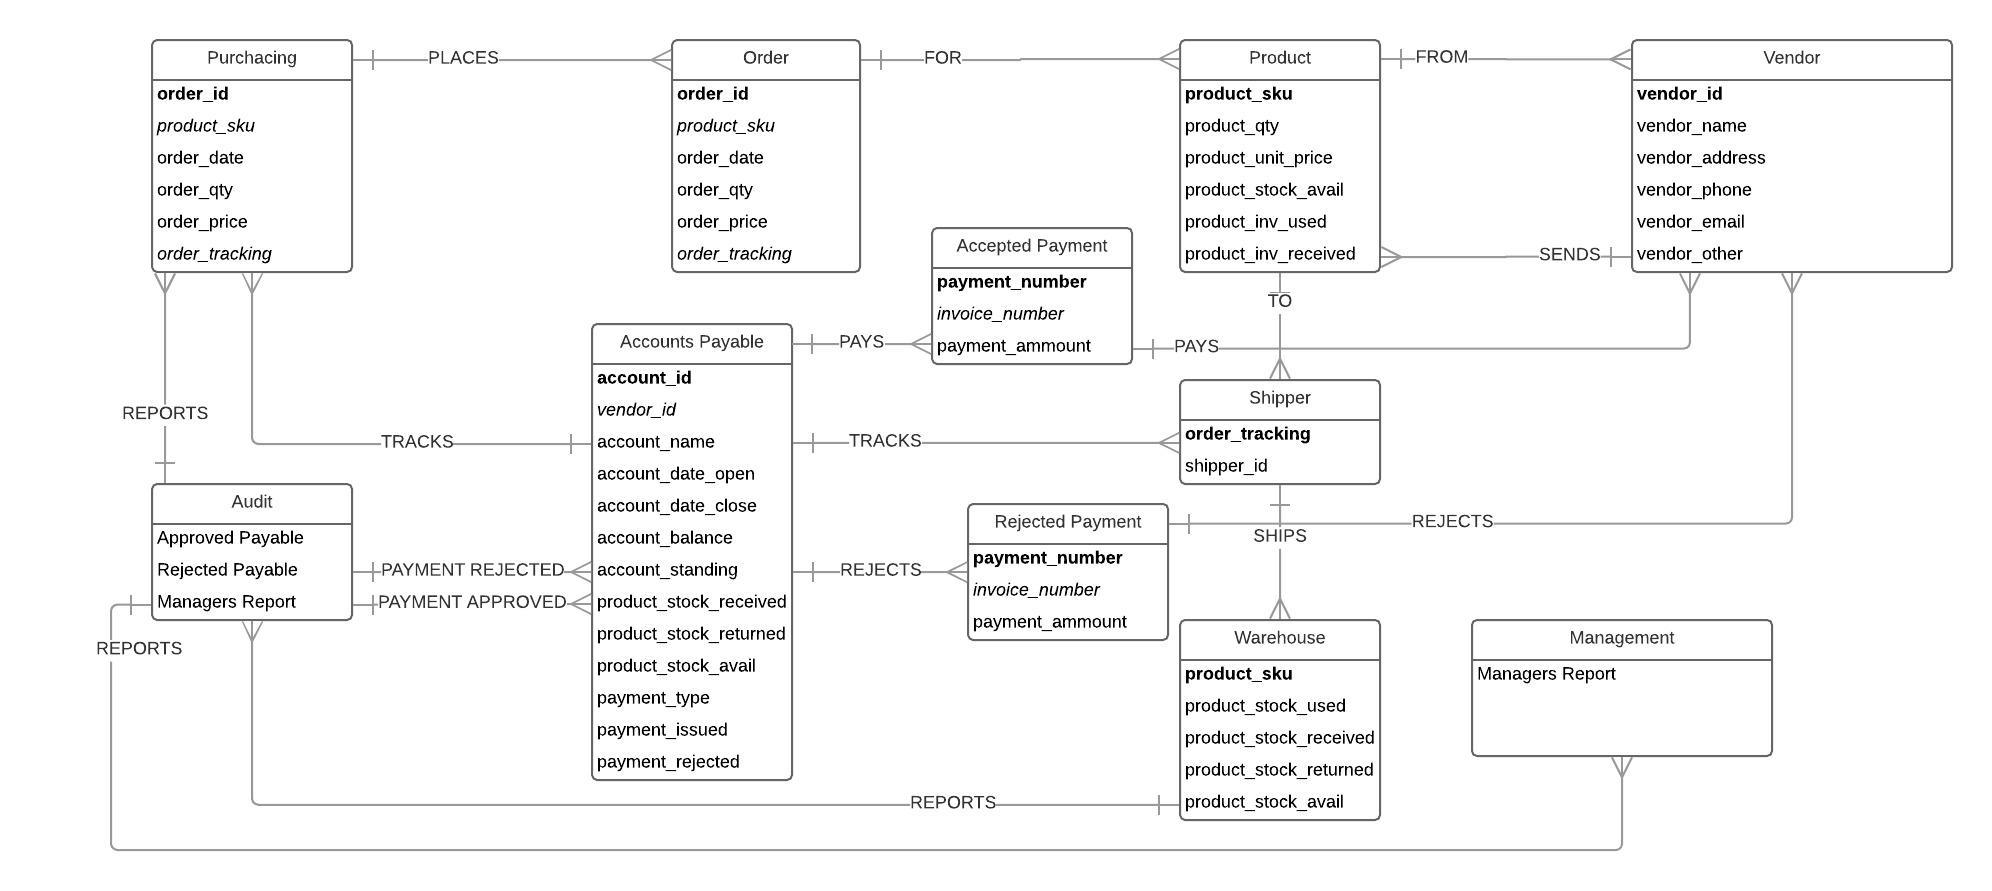 Purchacing
order_id
product_sku
order_date
order_qty
order_price
order_tracking
PLACES
Order
order_id
product_sku
order_date
order_qty
order_price
order_tracking
FOR
Product
product_sku
product_qty
product_unit_price
product_stock_avail
product_inv_used
product_inv_received
FROM
SENDS
Vendor
vendor_id
vendor_name
vendor_address
vendor_phone
vendor_email
vendor_other
Accepted Payment
payment_number
invoice_number
payment_ammount
TO
PAYS
PAYS
Accounts Payable
account_id
vendor_id
account_name
account_date_open
account_date_close
account_balance
account_standing
product_stock_received
product_stock_returned
product_stock_avail
payment_type
payment_issued
payment_rejected
Shipper
order_tracking
shipper_id
REPORTS
TRACKS
TRACKS
Audit
Approved Payable
Rejected Payable
Managers Report
PAYMENT REJECTED
PAYMENT APPROVED
REJECTS
Rejected Payment
payment_number
invoice_number
payment_ammount
REJECTS
SHIPS
REPORTS
Warehouse
product_sku
product_stock_used
product_stock_received
product_stock_returned
product_stock_avail
Management
Managers Report
REPORTS